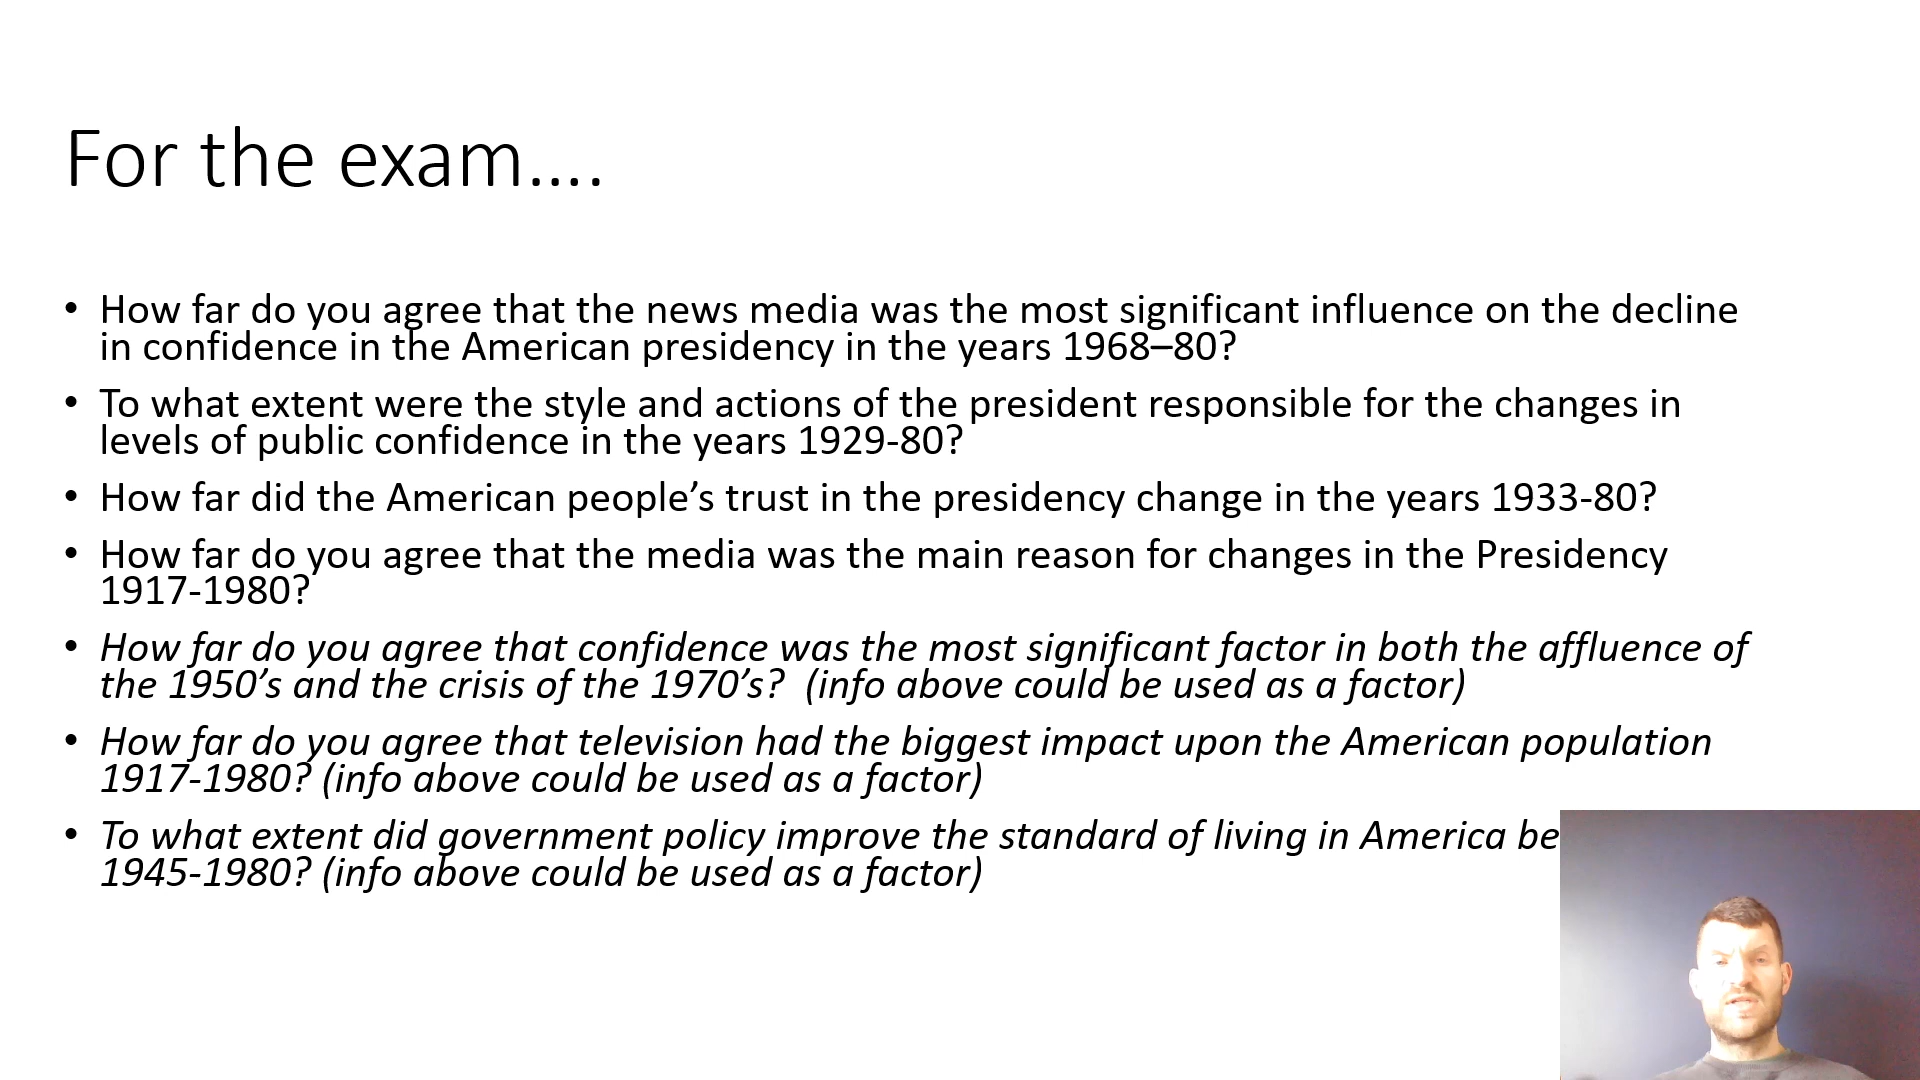 For the exam....
• How far do you agree that the news media was the most significant influence on the decline
in confidence in the American presidency in the years 1968–80?
• To what extent were the style and actions of the president responsible for the changes in
levels of public confidence in the years 1929-80?
• How far did the American people’s trust in the presidency change in the years 1933-80?
• How far do you agree that the media was the main reason for changes in the Presidency
1917-1980?
• How far do you agree that confidence was the most significant factor in both the affluence of
the 1950’s and the crisis of the 1970’s?  (info above could be used as a factor)
• How far do you agree that television had the biggest impact upon the American population
1917-1980? (info above could be used as a factor)
• To what extent did government policy improve the standard of living in America be
1945-1980? (info above could be used as a factor)